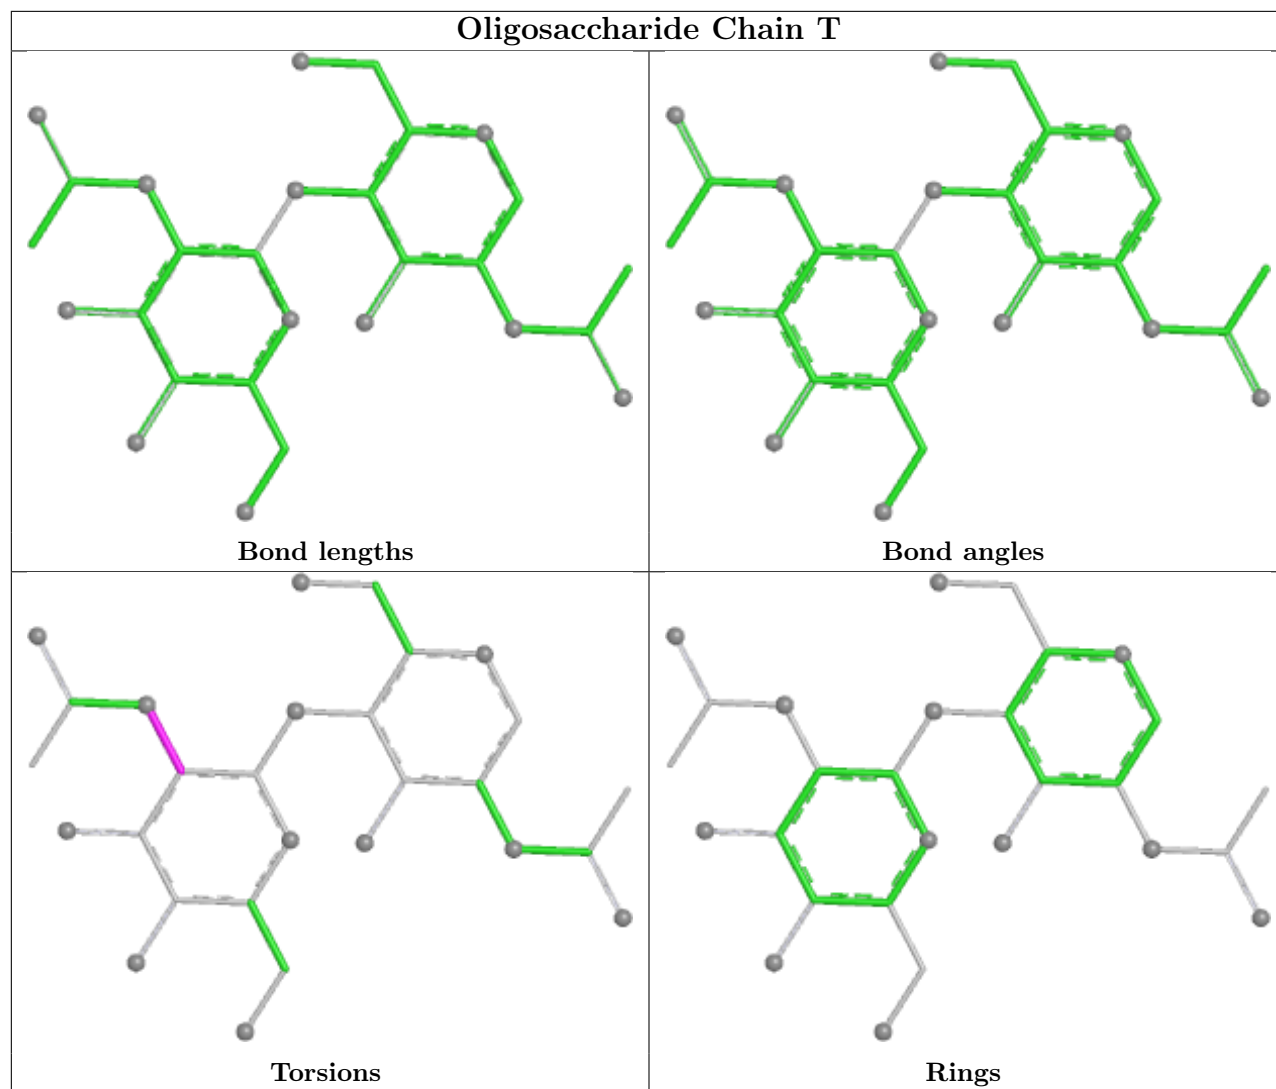 Oligosaccharide Chain T
Bond lengths
Bond angles
Torsions
Rings